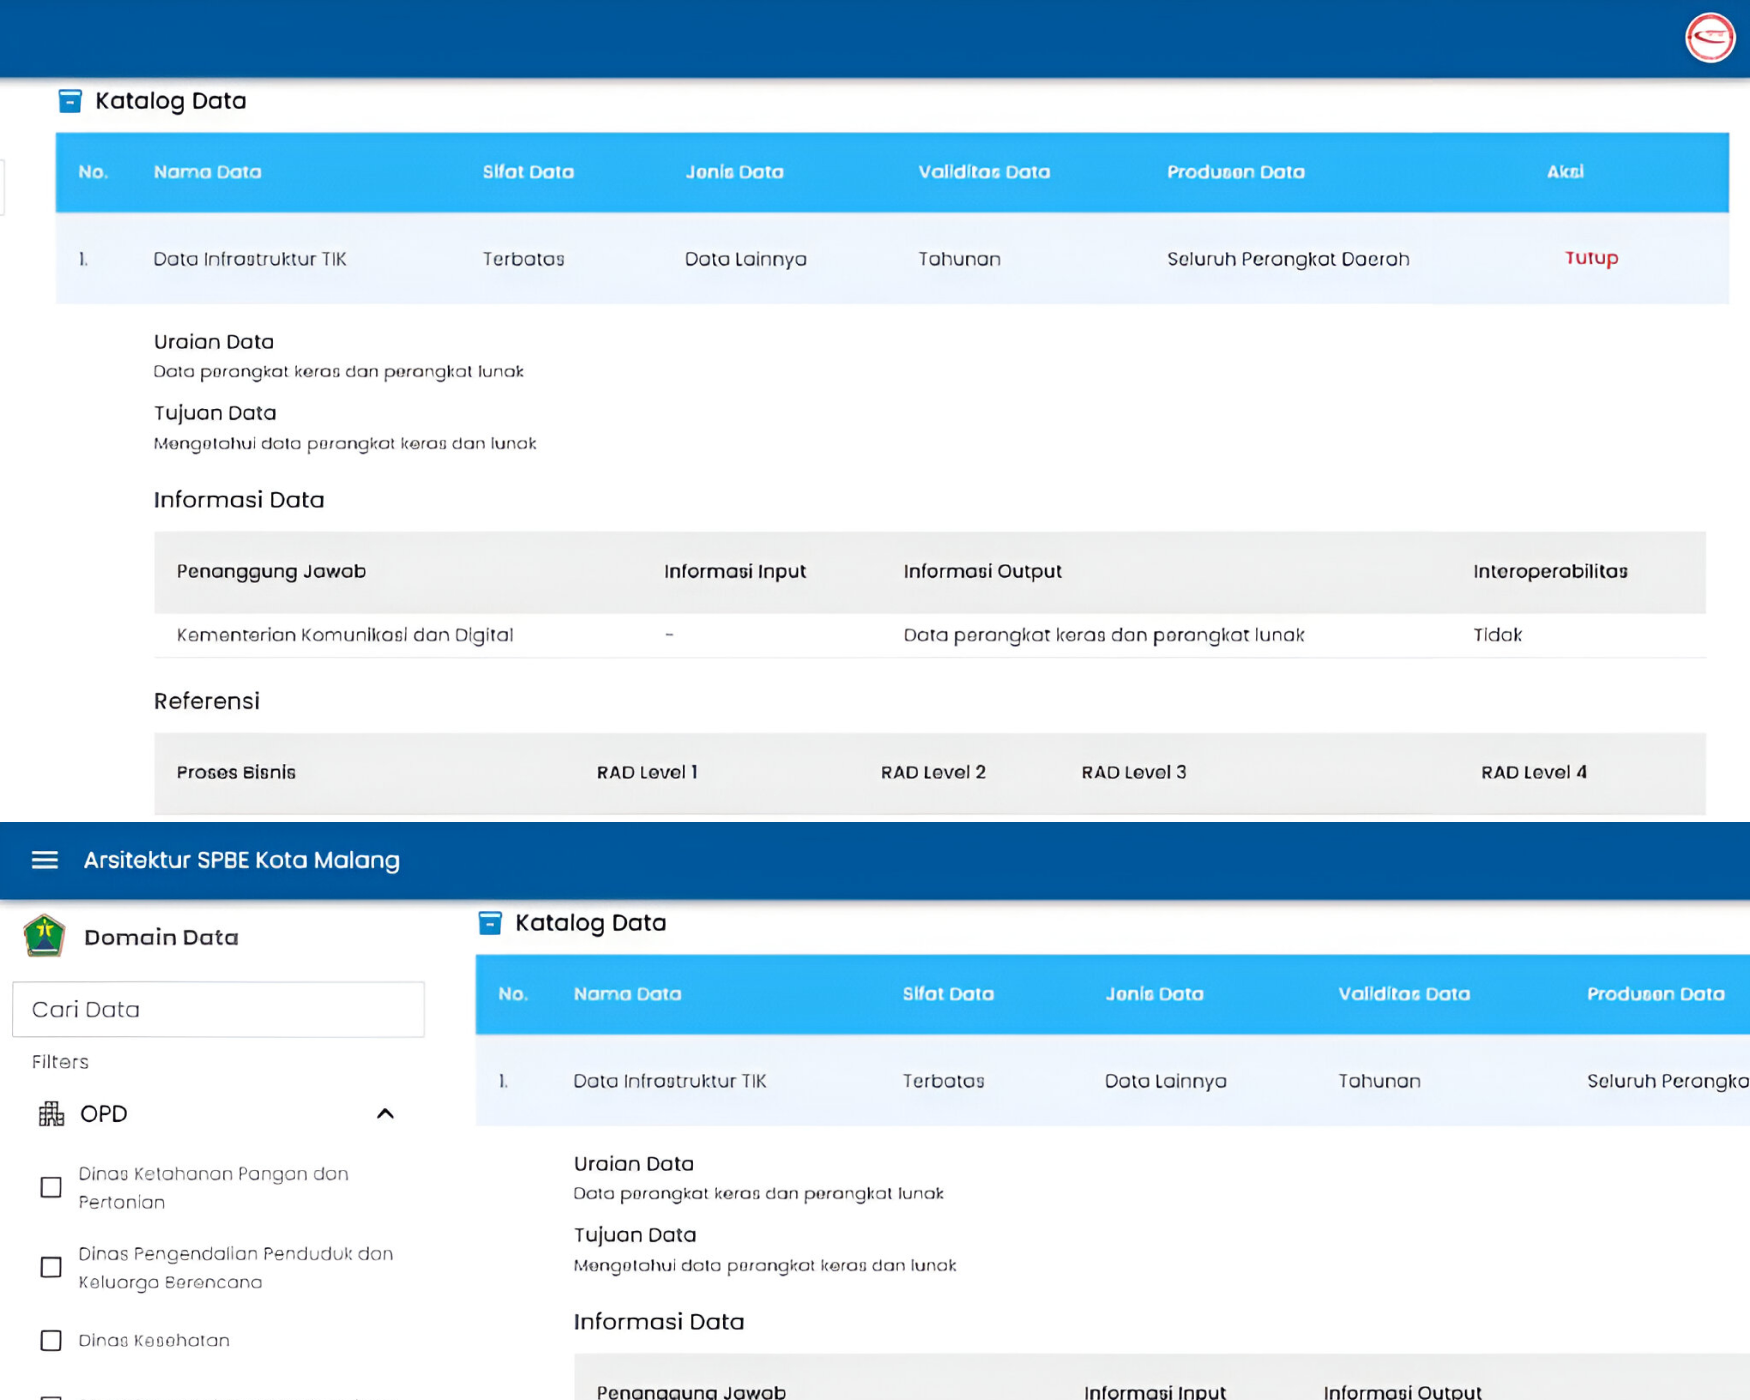 Katalog Data
No. Nama Data Sifat Data Jenis Data Validitas Data Produsen Data Aksi
1. Data Infrastruktur TIK Terbatas Data Lainnya Tahunan Seluruh Perangkat Daerah Tutup
Uraian Data
Data perangkat keras dan perangkat lunak
Tujuan Data
Mengetahui data perangkat keras dan lunak
Informasi Data
Penanggung Jawab Informasi Input Informasi Output Interoperabilitas
Kementerian Komunikasi dan Digital - Data perangkat keras dan perangkat lunak Tidak
Referensi
Proses Bisnis RAD Level 1 RAD Level 2 RAD Level 3 RAD Level 4
Arsitektur SPBE Kota Malang
Domain Data
Cari Data
Filters
OPD
Dinas Ketahanan Pangan dan
Pertanian
Dinas Pengendalian Penduduk dan
Keluarga Berencana
Dinas Kesehatan
Katalog Data
No. Nama Data Sifat Data Jenis Data Validitas Data Produsen Data
1. Data Infrastruktur TIK Terbatas Data Lainnya Tahunan Seluruh Perangka
Uraian Data
Data perangkat keras dan perangkat lunak
Tujuan Data
Mengetahui data perangkat keras dan lunak
Informasi Data
Penanggung Jawab Informasi Input Informasi Output